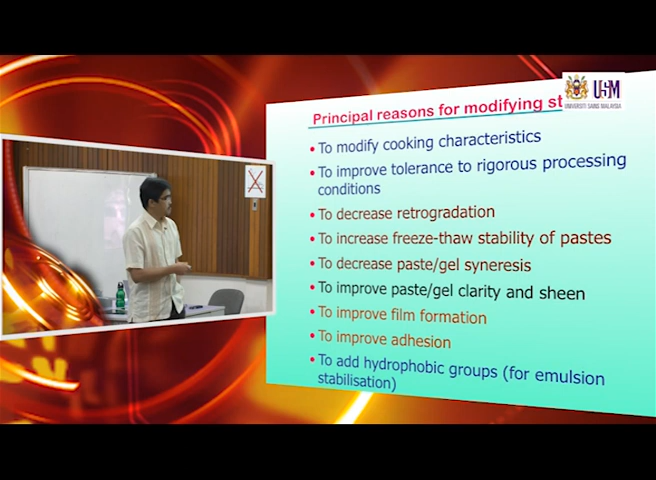 Principal reasons for modifying st
USM
UNIVERSITI SAINS MALAYSIA
• To modify cooking characteristics
• To improve tolerance to rigorous processing
conditions
• To decrease retrogradation
• To increase freeze-thaw stability of pastes
• To decrease paste/gel syneresis
• To improve paste/gel clarity and sheen
• To improve film formation
• To improve adhesion
• To add hydrophobic groups (for emulsion
stabilisation)